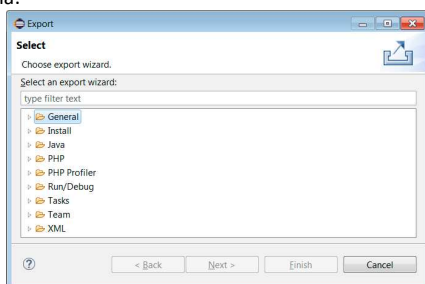 Export
Select
Choose export wizard.
Select an export wizard:
type filter text
General
Install
Java
PHP
PHP Profiler
Run/Debug
Tasks
Team
XML
< Back Next > Finish Cancel